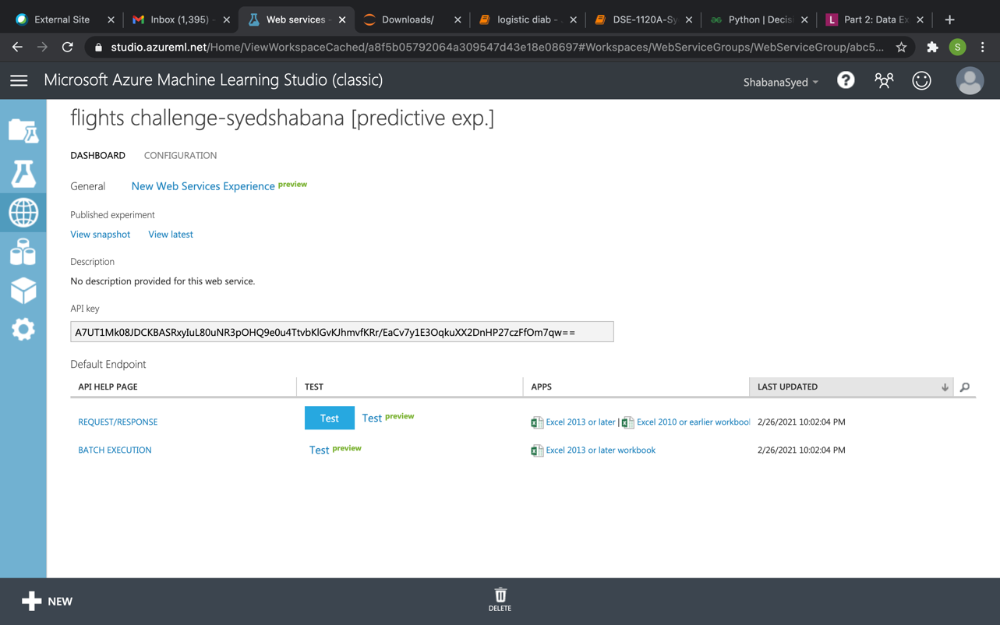 External Site
Inbox (1,395) -
Web services -
Downloads/
logistic diab -
DSE-1120A-Sy
Python | Decis
Part 2: Data Ex
studio.azureml.net/Home/ViewWorkspaceCached/a8f5b05792064a309547d43e18e08697#Workspaces/WebServiceGroups/WebServiceGroup/abc5...
S
Microsoft Azure Machine Learning Studio (classic)
ShabanaSyed
flights challenge-syedshabana [predictive exp.]
DASHBOARD CONFIGURATION
General New Web Services Experience preview
Published experiment
View snapshot View latest
Description
No description provided for this web service.
API key
A7UT1Mk08JDCKBASRxyIuL80uNR3pOHQ9e0u4TtvbKlGvKJhmvfKRr/EaCv7y1E3OqkuXX2DnHP27czFfOm7qw==
Default Endpoint
API HELP PAGE TEST APPS LAST UPDATED
REQUEST/RESPONSE Test Test preview Excel 2013 or later | Excel 2010 or earlier workbook 2/26/2021 10:02:04 PM
BATCH EXECUTION Test preview Excel 2013 or later workbook 2/26/2021 10:02:04 PM
NEW
DELETE